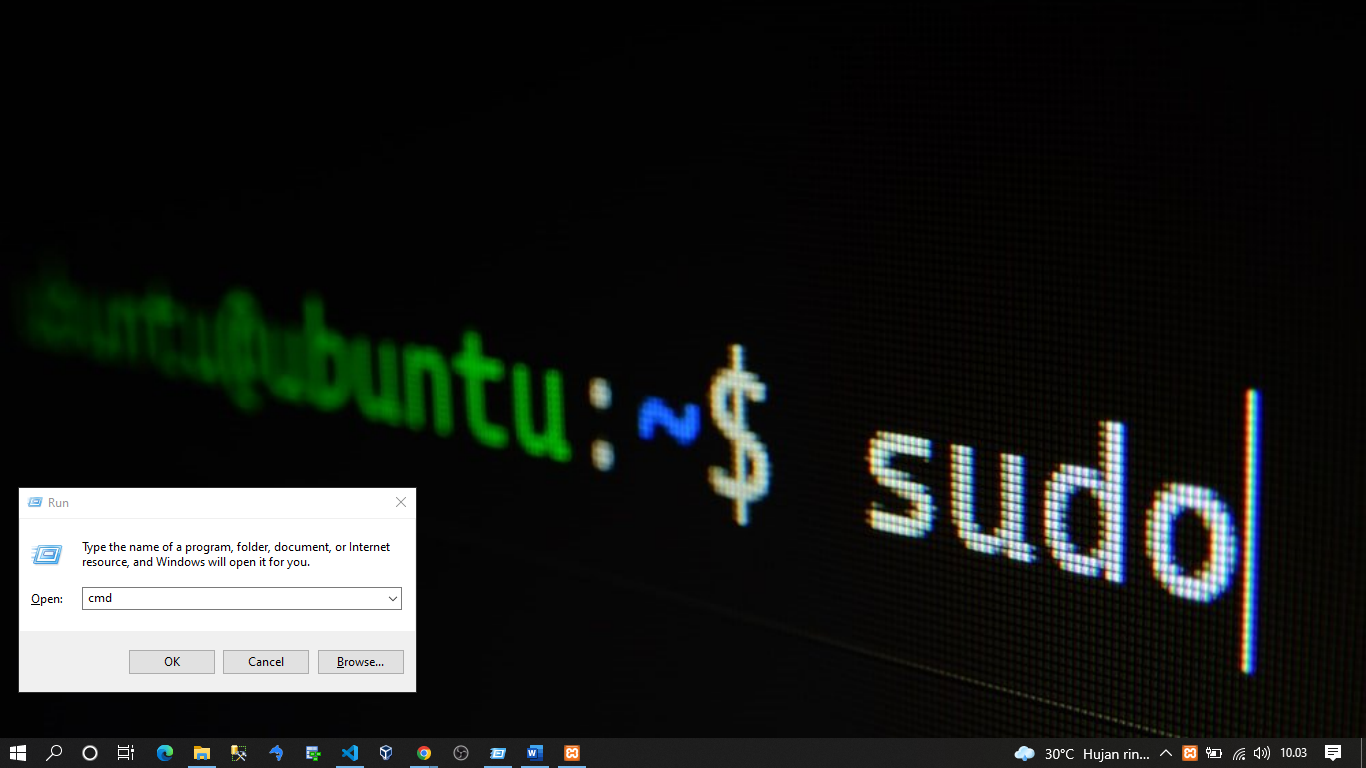 ubuntu@ubuntu:~$ sudo
Run
Type the name of a program, folder, document, or Internet
resource, and Windows will open it for you.
Open:
cmd
OK
Cancel
Browse...
30°C Hujan rin...
10.03